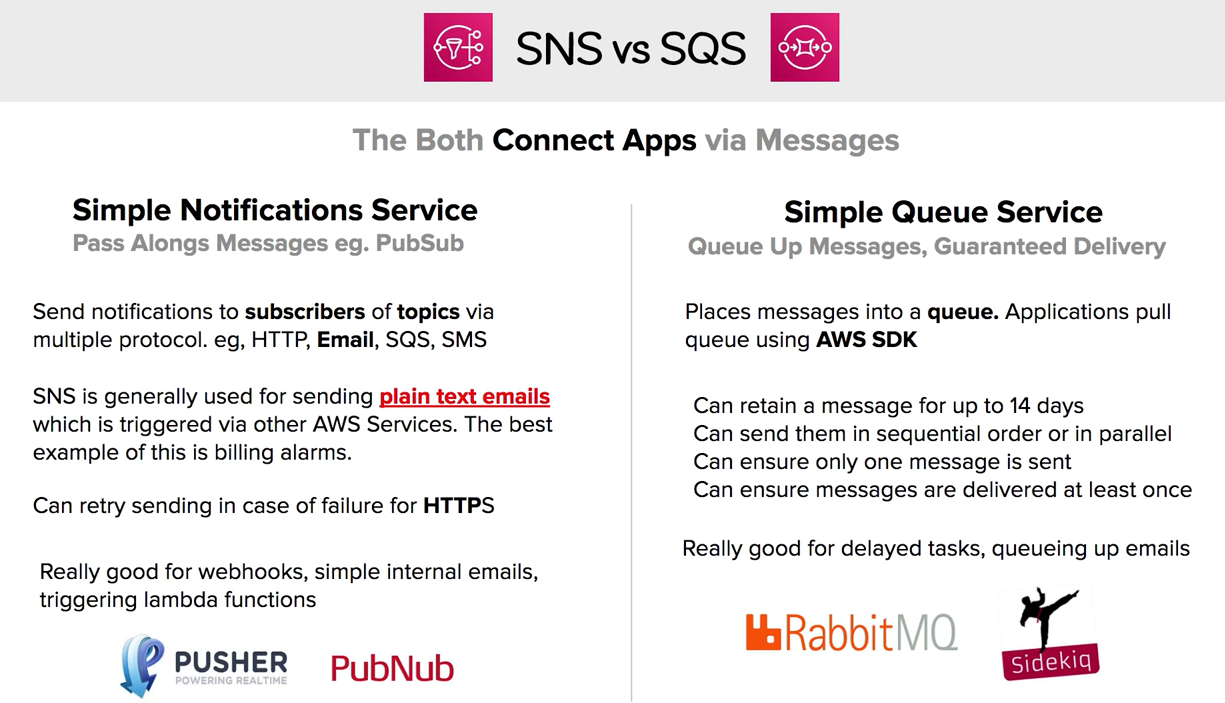 SNS vs SQS
The Both Connect Apps via Messages
Simple Notifications Service
Pass Alongs Messages eg. PubSub
Send notifications to subscribers of topics via
multiple protocol. eg, HTTP, Email, SQS, SMS
SNS is generally used for sending plain text emails
which is triggered via other AWS Services. The best
example of this is billing alarms.
Can retry sending in case of failure for HTTPS
Really good for webhooks, simple internal emails,
triggering lambda functions
PUSHER
POWERING REALTIME
PubNub
Simple Queue Service
Queue Up Messages, Guaranteed Delivery
Places messages into a queue. Applications pull
queue using AWS SDK
Can retain a message for up to 14 days
Can send them in sequential order or in parallel
Can ensure only one message is sent
Can ensure messages are delivered at least once
Really good for delayed tasks, queueing up emails
RabbitMQ
Sidekiq